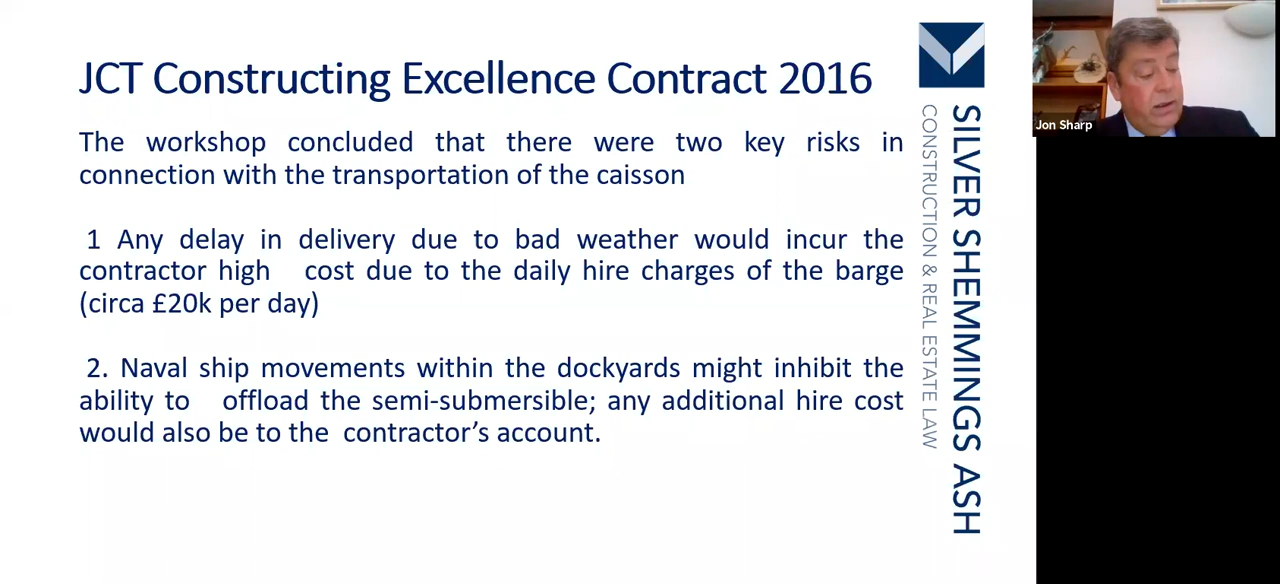 JCT Constructing Excellence Contract 2016
The workshop concluded that there were two key risks in
connection with the transportation of the caisson
1 Any delay in delivery due to bad weather would incur the
contractor high cost due to the daily hire charges of the barge
(circa £20k per day)
2. Naval ship movements within the dockyards might inhibit the
ability to offload the semi-submersible; any additional hire cost
would also be to the contractor’s account.
SILVER SHEMMINGS ASH
CONSTRUCTION & REAL ESTATE LAW
Jon Sharp